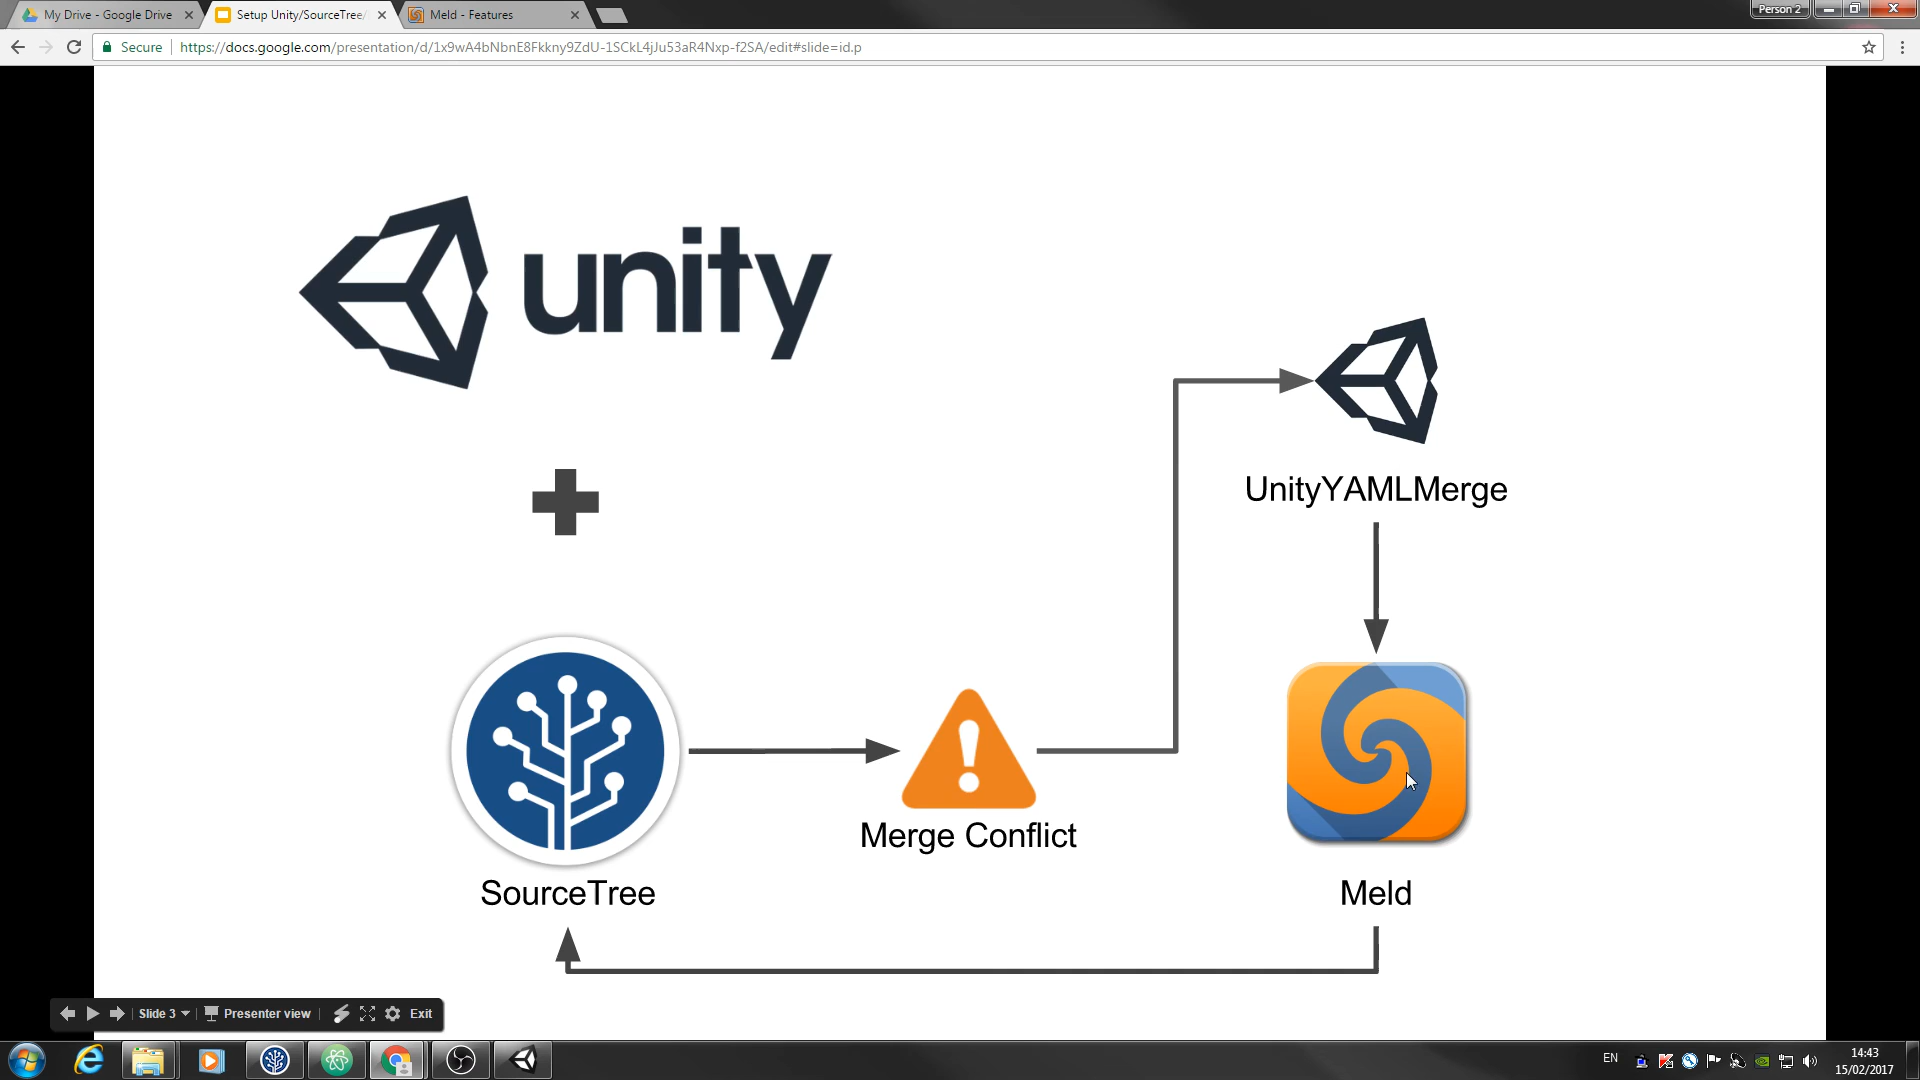 My Drive - Google Drive
Setup Unity/SourceTree/
Meld - Features
Person 2
Secure
https://docs.google.com/presentation/d/1x9wA4bNbnE8Fkkny9ZdU-1SCkL4jJu53aR4Nxp-f2SA/edit#slide=id.p
unity
UnityYAMLMerge
Merge Conflict
SourceTree
Meld
Slide 3
Presenter view
Exit
EN
14:43
15/02/2017